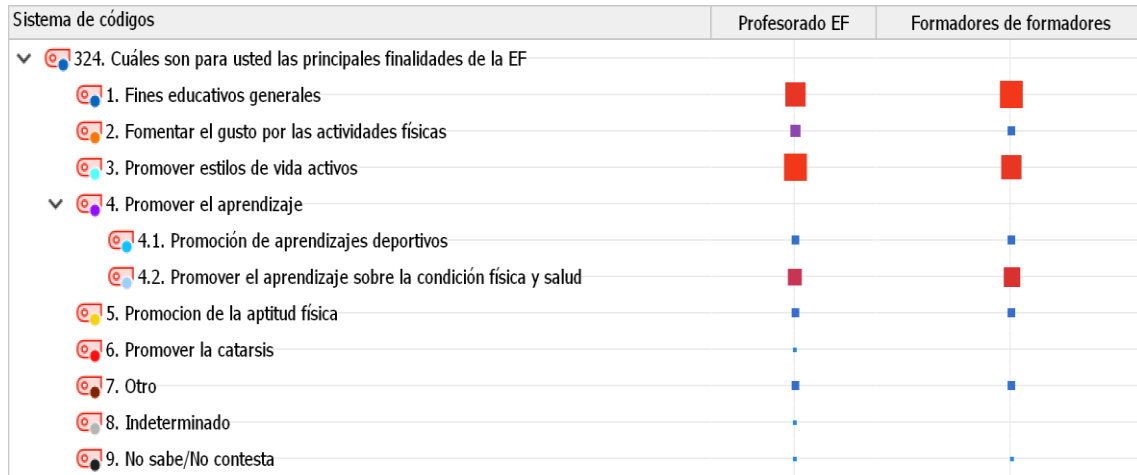 Sistema de códigos Profesorado EF Formadores de formadores
324. Cuáles son para usted las principales finalidades de la EF
1. Fines educativos generales
2. Fomentar el gusto por las actividades físicas
3. Promover estilos de vida activos
4. Promover el aprendizaje
4.1. Promoción de aprendizajes deportivos
4.2. Promover el aprendizaje sobre la condición física y salud
5. Promocion de la aptitud física
6. Promover la catarsis
7. Otro
8. Indeterminado
9. No sabe/No contesta